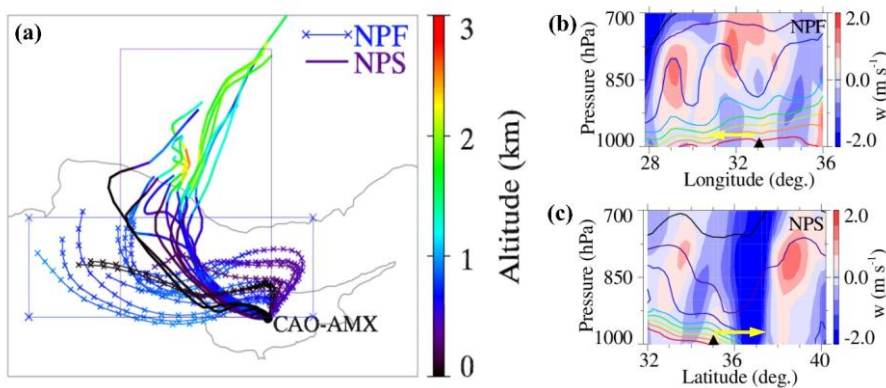 (a)
NPF
NPS
CAO-AMX
Altitude (km)
3
2
1
0
(b)
NPF
Pressure (hPa)
700
850
1000
28
32
36
Longitude (deg.)
2.0
0.0
-2.0
w (m s⁻¹)
(c)
NPS
Pressure (hPa)
700
850
1000
32
36
40
Latitude (deg.)
2.0
0.0
-2.0
w (m s⁻¹)